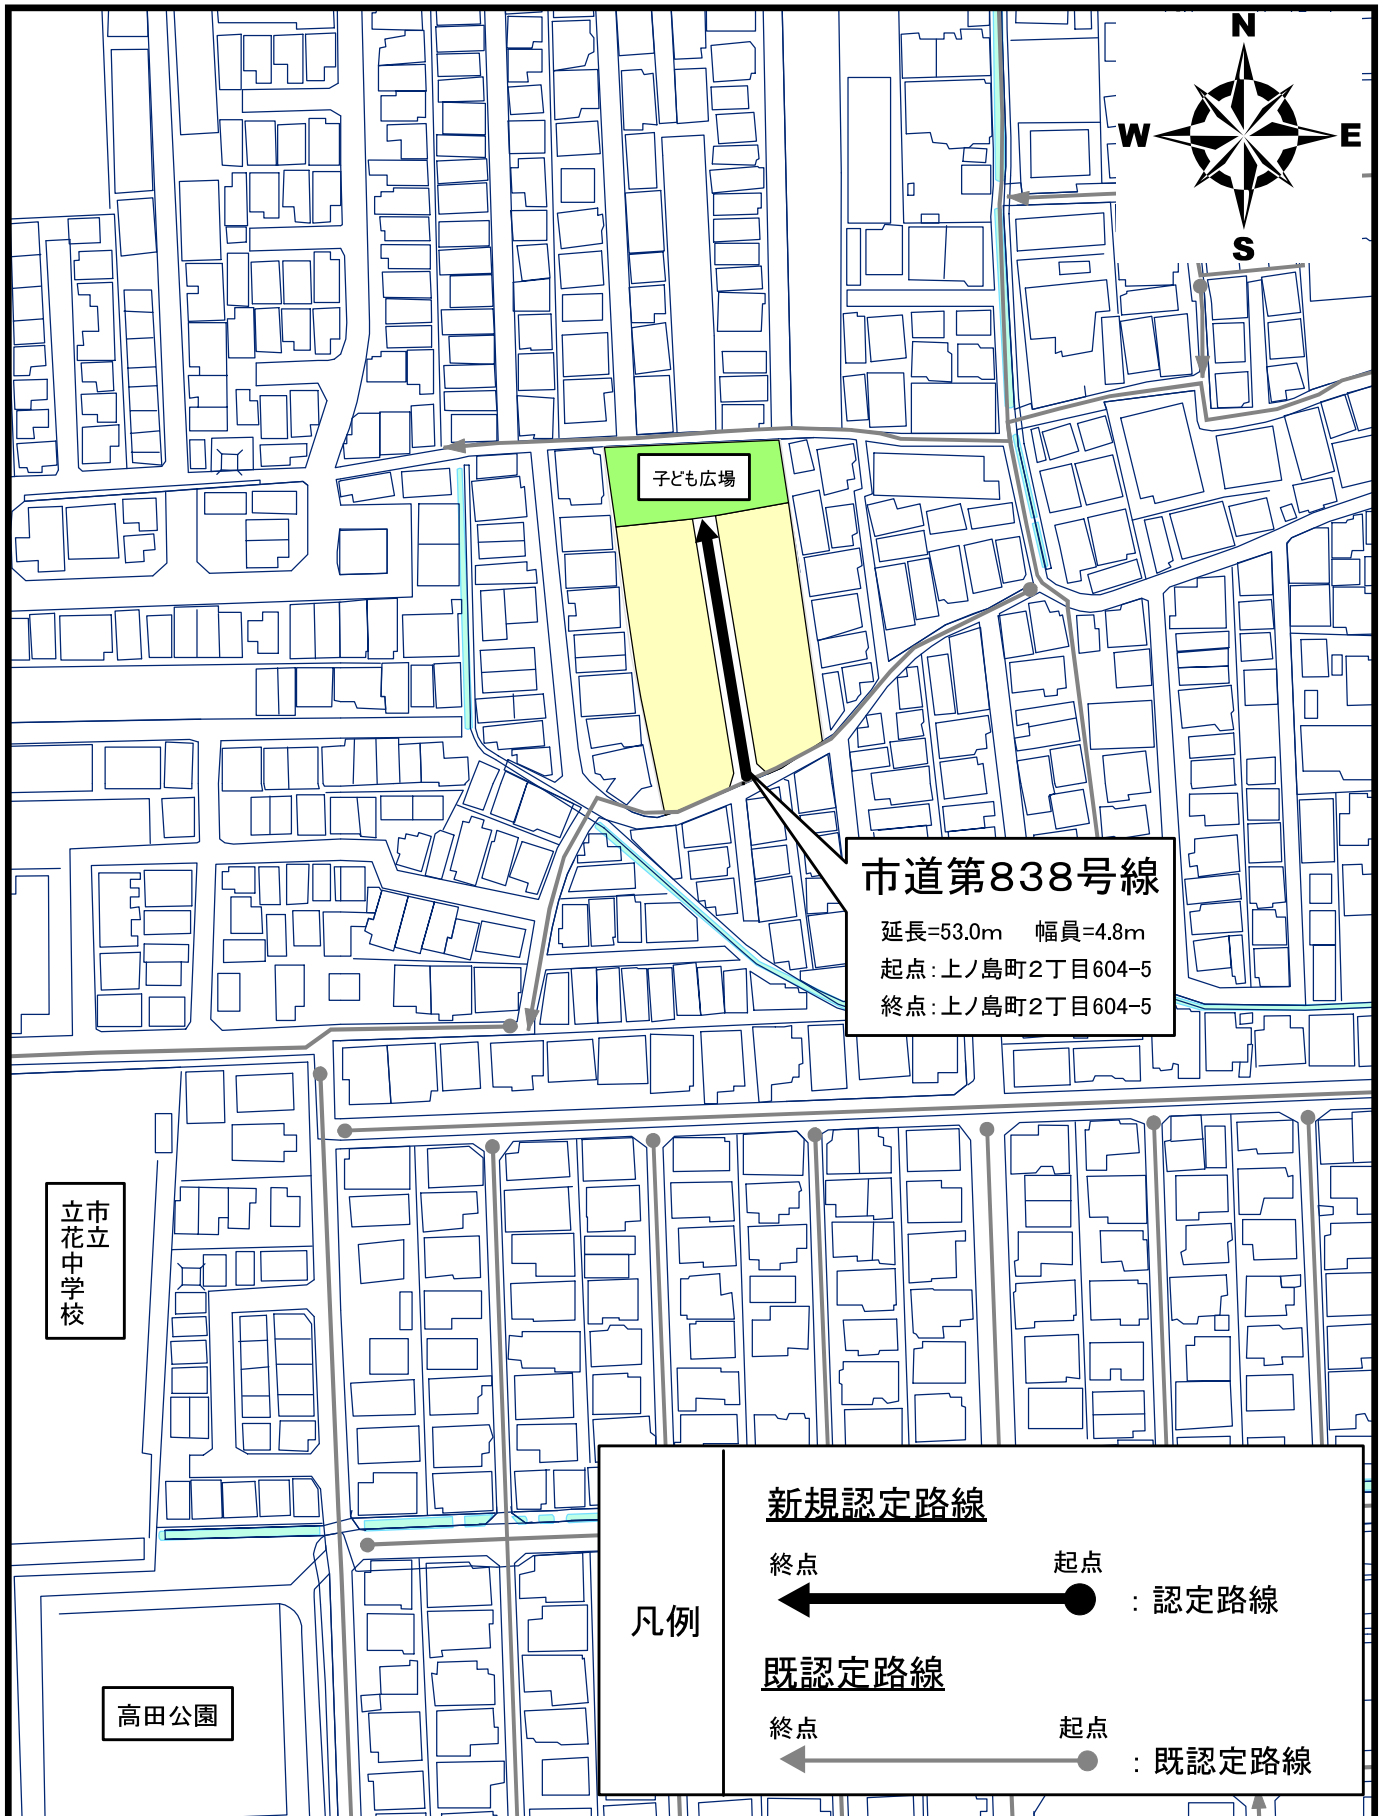 N
W
E
S
子ども広場
市道第838号線
延長=53.0m 幅員=4.8m
起点:上ノ島町2丁目604-5
終点:上ノ島町2丁目604-5
市立
立花中学校
高田公園
凡例
新規認定路線
終点 起点
:認定路線
既認定路線
終点 起点
:既認定路線